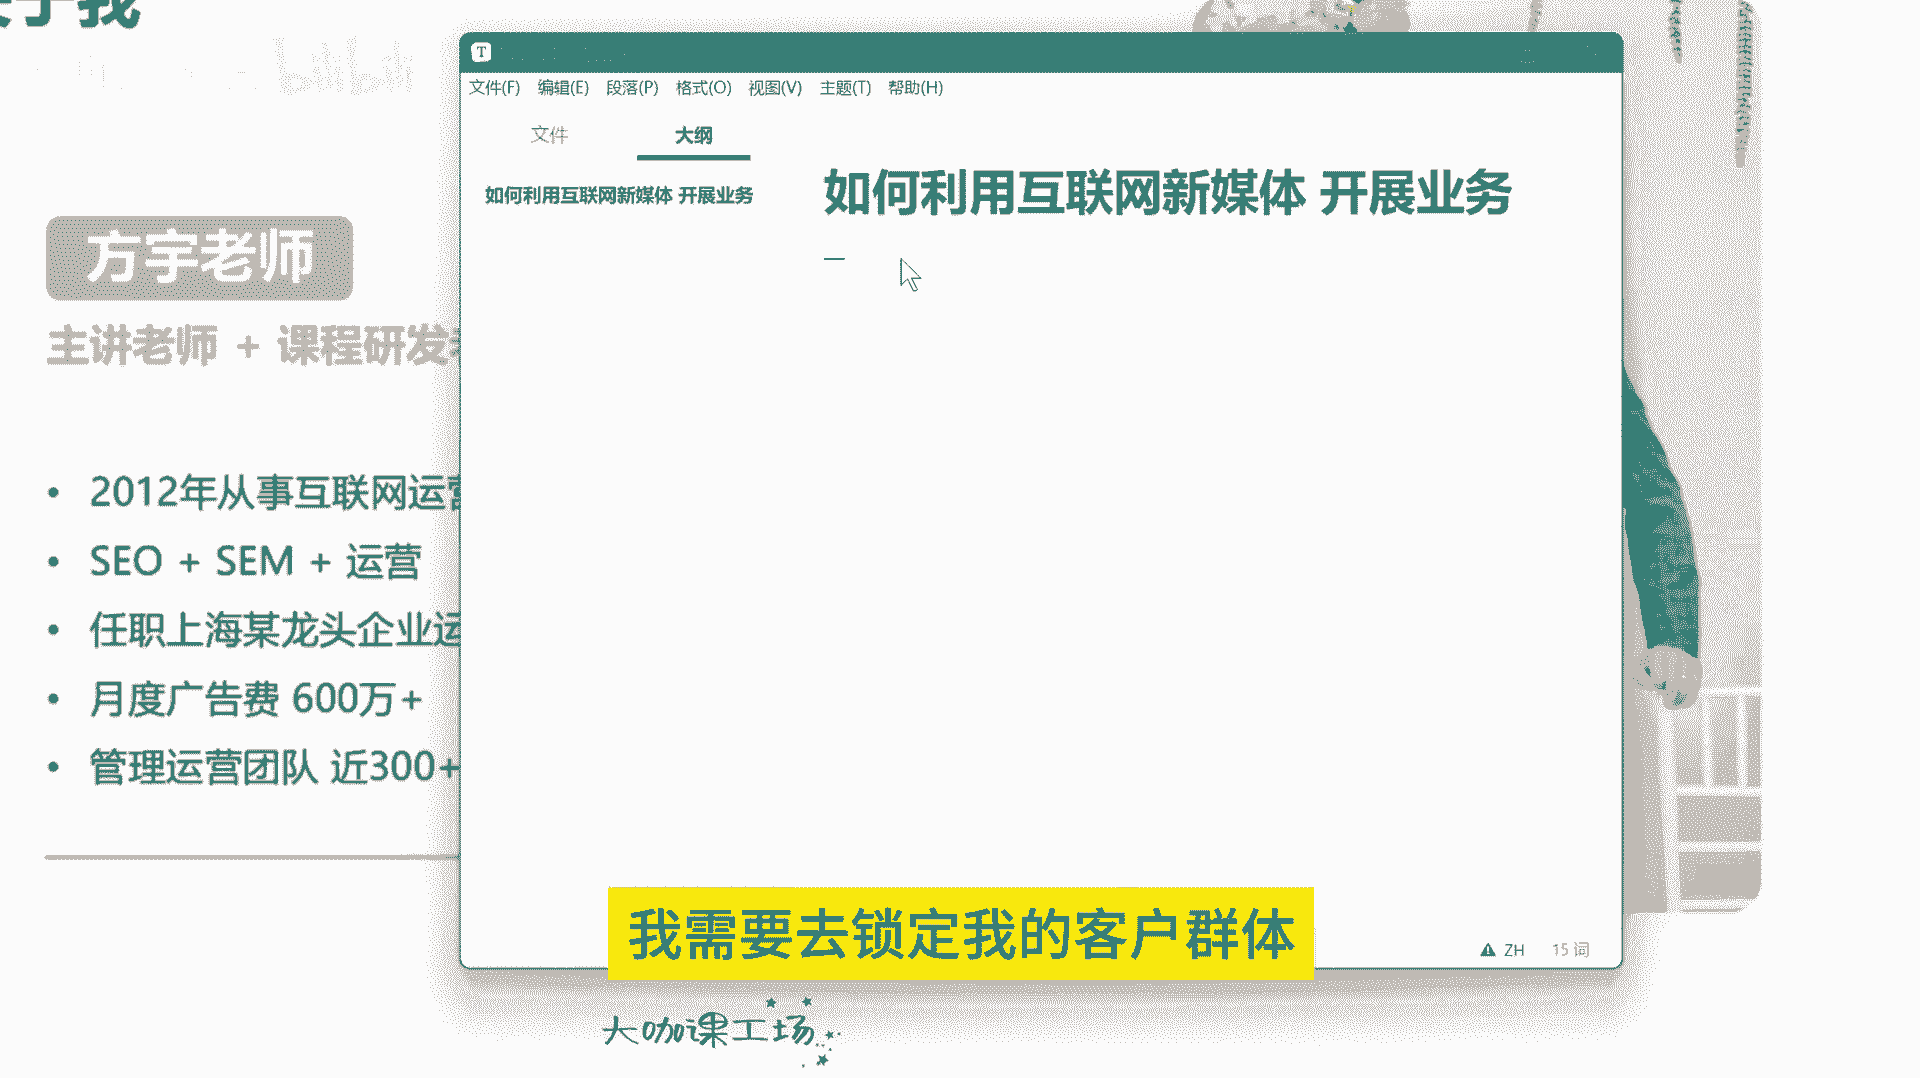 bilibili
方宇老师
主讲老师 + 课程研发
2012年从事互联网运营
SEO + SEM + 运营
任职上海某龙头企业运
月度广告费 600万+
管理运营团队 近300+
文件(F) 编辑(E) 段落(P) 格式(O) 视图(V) 主题(T) 帮助(H)
文件 大纲
如何利用互联网新媒体 开展业务
如何利用互联网新媒体 开展业务
ZH 15 词
我需要去锁定我的客户群体
大咖课工场